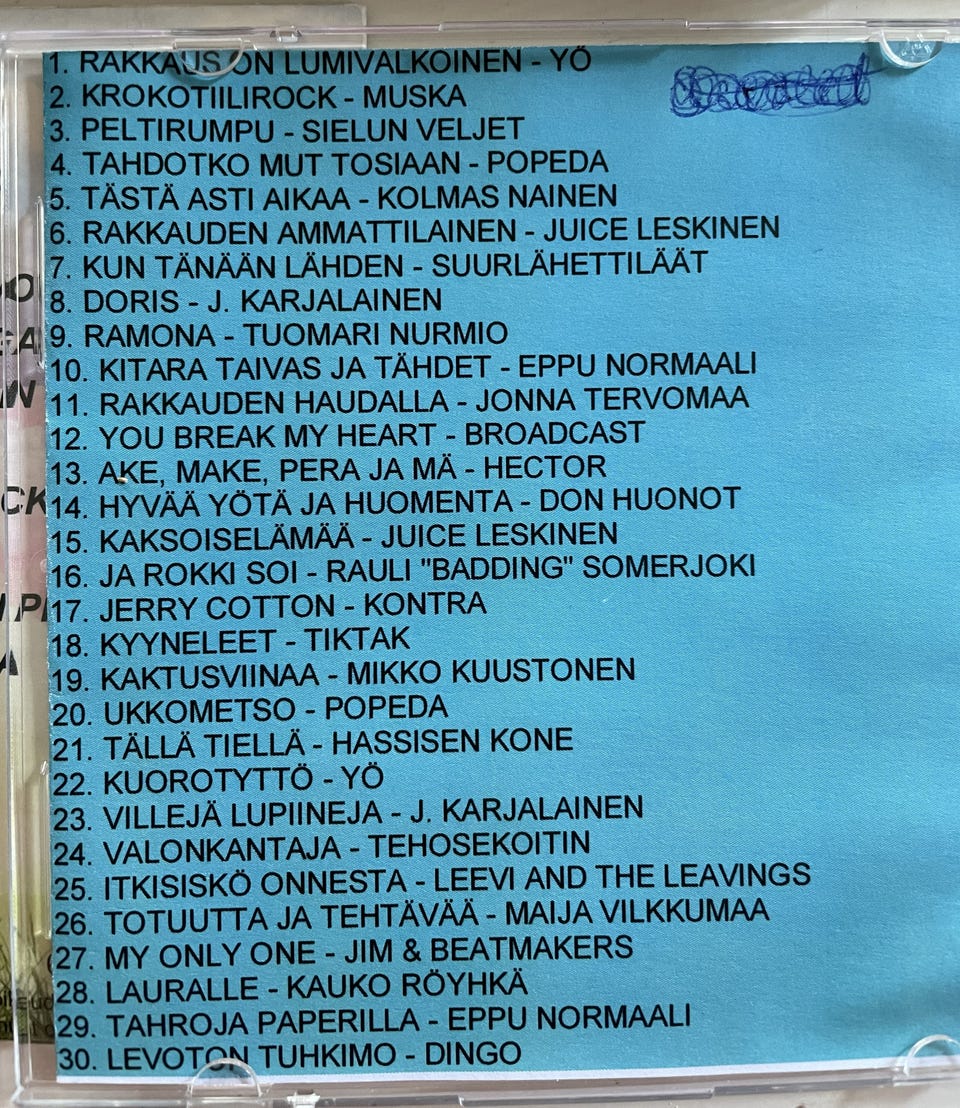 1. RAKKAUS ON LUMIVALKOINEN - YÖ
2. KROKOTIILIROCK - MUSKA
3. PELTIRUMPU - SIELUN VELJET
4. TAHDOTKO MUT TOSIAAN - POPEDA
5. TÄSTÄ ASTI AIKAA - KOLMAS NAINEN
6. RAKKAUDEN AMMATTILAINEN - JUICE LESKINEN
7. KUN TÄNÄÄN LÄHDEN - SUURLÄHETTILÄÄT
8. DORIS - J. KARJALAINEN
9. RAMONA - TUOMARI NURMIO
10. KITARA TAIVAS JA TÄHDET - EPPU NORMAALI
11. RAKKAUDEN HAUDALLA - JONNA TERVOMAA
12. YOU BREAK MY HEART - BROADCAST
13. AKE, MAKE, PERA JA MÄ - HECTOR
14. HYVÄÄ YÖTÄ JA HUOMENTA - DON HUONOT
15. KAKSOISELÄMÄÄ - JUICE LESKINEN
16. JA ROKKI SOI - RAULI "BADDING" SOMERJOKI
17. JERRY COTTON - KONTRA
18. KYYNELEET - TIKTAK
19. KAKTUSVIINAA - MIKKO KUUSTONEN
20. UKKOMETSO - POPEDA
21. TÄLLÄ TIELLÄ - HASSISEN KONE
22. KUOROTYTTÖ - YÖ
23. VILLEJÄ LUPIINEJA - J. KARJALAINEN
24. VALONKANTAJA - TEHOSEKOITIN
25. ITKISISKÖ ONNESTA - LEEVI AND THE LEAVINGS
26. TOTUUTTA JA TEHTÄVÄÄ - MAIJA VILKKUMAA
27. MY ONLY ONE - JIM & BEATMAKERS
28. LAURALLE - KAUKO RÖYHKÄ
29. TAHROJA PAPERILLA - EPPU NORMAALI
30. LEVOTON TUHKIMO - DINGO